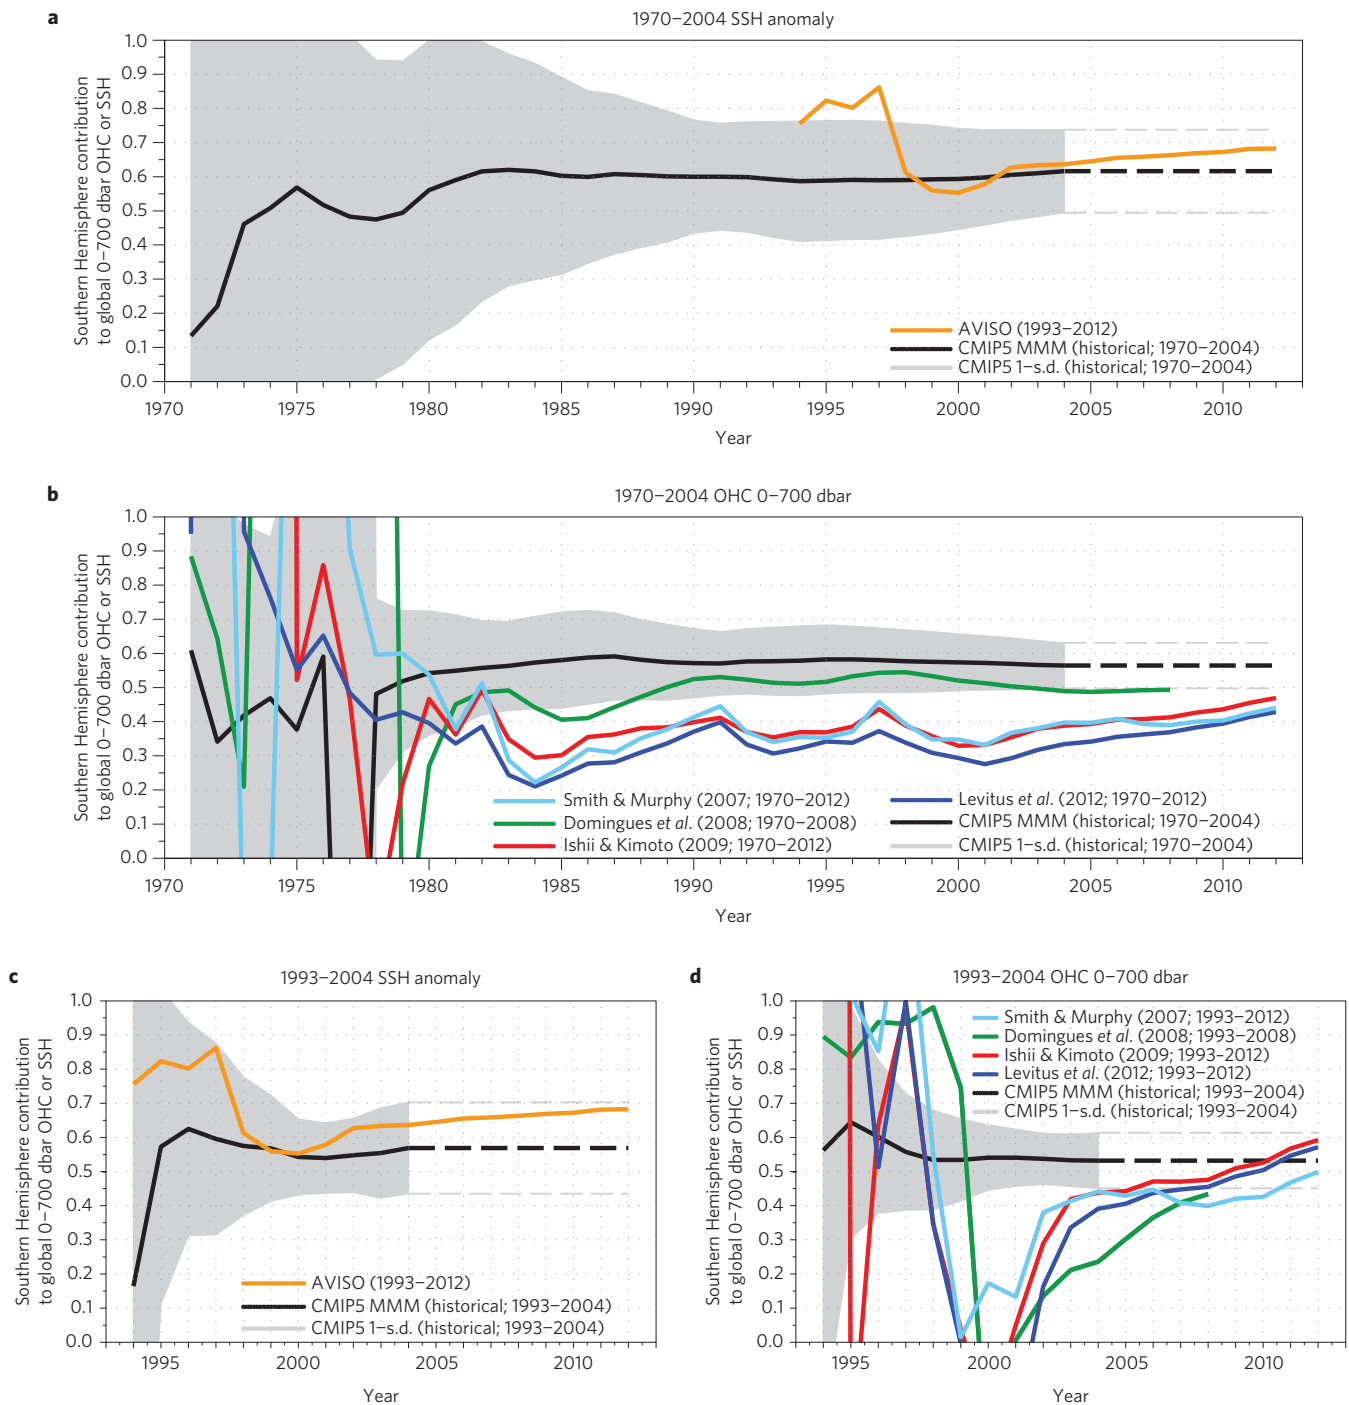 a
1970–2004 SSH anomaly
Southern Hemisphere contribution
to global 0–700 dbar OHC or SSH
1.0
0.9
0.8
0.7
0.6
0.5
0.4
0.3
0.2
0.1
0.0
AVISO (1993–2012)
CMIP5 MMM (historical; 1970–2004)
CMIP5 1–s.d. (historical; 1970–2004)
1970 1975 1980 1985 1990 1995 2000 2005 2010
Year
b
1970–2004 OHC 0–700 dbar
Southern Hemisphere contribution
to global 0–700 dbar OHC or SSH
1.0
0.9
0.8
0.7
0.6
0.5
0.4
0.3
0.2
0.1
0.0
Smith & Murphy (2007; 1970–2012)
Domingues et al. (2008; 1970–2008)
Ishii & Kimoto (2009; 1970–2012)
Levitus et al. (2012; 1970–2012)
CMIP5 MMM (historical; 1970–2004)
CMIP5 1–s.d. (historical; 1970–2004)
1970 1975 1980 1985 1990 1995 2000 2005 2010
Year
c
1993–2004 SSH anomaly
Southern Hemisphere contribution
to global 0–700 dbar OHC or SSH
1.0
0.9
0.8
0.7
0.6
0.5
0.4
0.3
0.2
0.1
0.0
AVISO (1993–2012)
CMIP5 MMM (historical; 1993–2004)
CMIP5 1–s.d. (historical; 1993–2004)
1995 2000 2005 2010
Year
d
1993–2004 OHC 0–700 dbar
Southern Hemisphere contribution
to global 0–700 dbar OHC or SSH
1.0
0.9
0.8
0.7
0.6
0.5
0.4
0.3
0.2
0.1
0.0
Smith & Murphy (2007; 1993–2012)
Domingues et al. (2008; 1993–2008)
Ishii & Kimoto (2009; 1993–2012)
Levitus et al. (2012; 1993–2012)
CMIP5 MMM (historical; 1993–2004)
CMIP5 1–s.d. (historical; 1993–2004)
1995 2000 2005 2010
Year